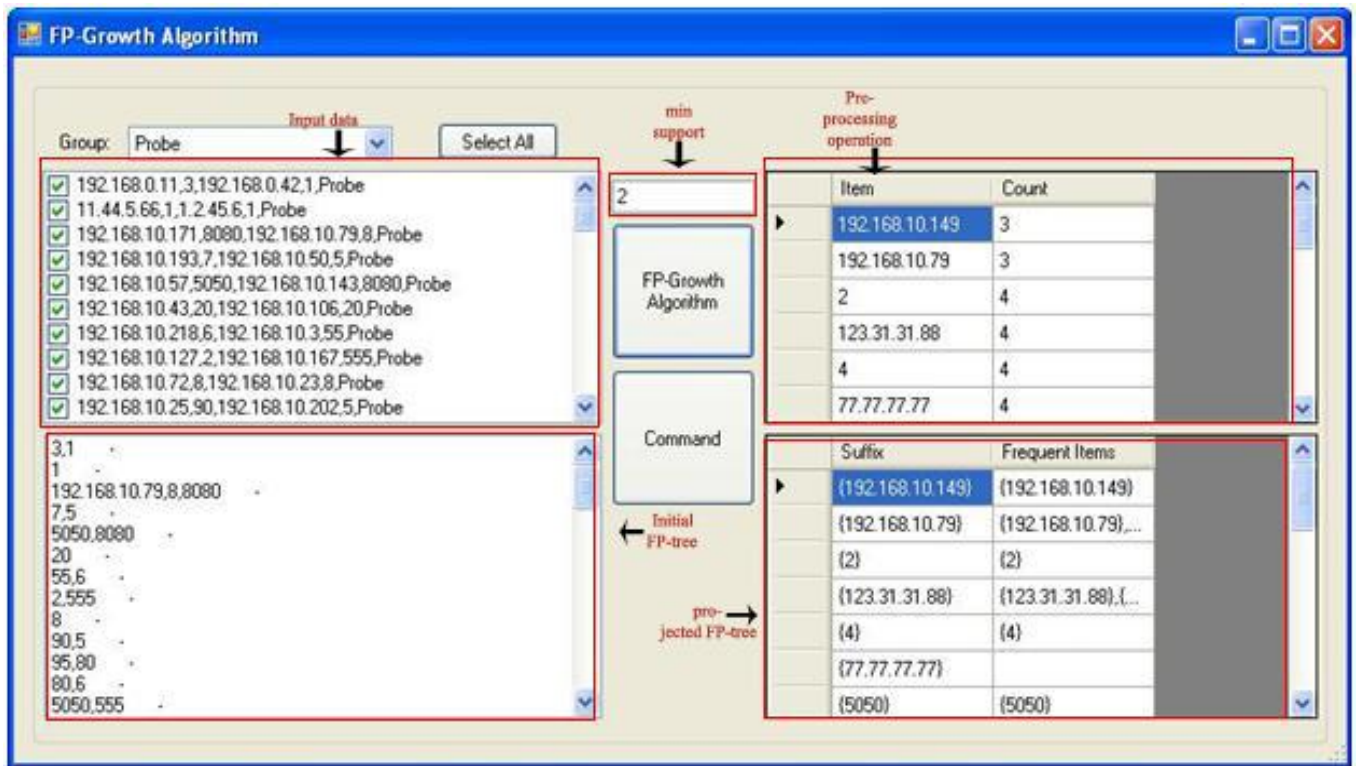 FP-Growth Algorithm
Input data
min
support
Pre-
processing
operation
Group:
Probe
Select All
192.168.0.11,3,192.168.0.42,1,Probe
11.44.5.66,1,1.2.45.6,1,Probe
192.168.10.171,8080,192.168.10.79,8,Probe
192.168.10.193,7,192.168.10.50,5,Probe
192.168.10.57,5050,192.168.10.143,8080,Probe
192.168.10.43,20,192.168.10.106,20,Probe
192.168.10.218,6,192.168.10.3,55,Probe
192.168.10.127,2,192.168.10.167,555,Probe
192.168.10.72,8,192.168.10.23,8,Probe
192.168.10.25,90,192.168.10.202,5,Probe
2
FP-Growth
Algorithm
Command
Item Count
192.168.10.149 3
192.168.10.79 3
2 4
123.31.31.88 4
4 4
77.77.77.77 4
3,1
1
192.168.10.79,8,8080
7,5
5050,8080
20
55,6
2,555
8
90,5
95,80
80,6
5050,555
Initial
FP-tree
pro-
jected FP-tree
Suffix Frequent Items
{192.168.10.149} {192.168.10.149}
{192.168.10.79} {192.168.10.79},...
{2} {2}
{123.31.31.88} {123.31.31.88},{...
{4} {4}
{77.77.77.77}
{5050} {5050}